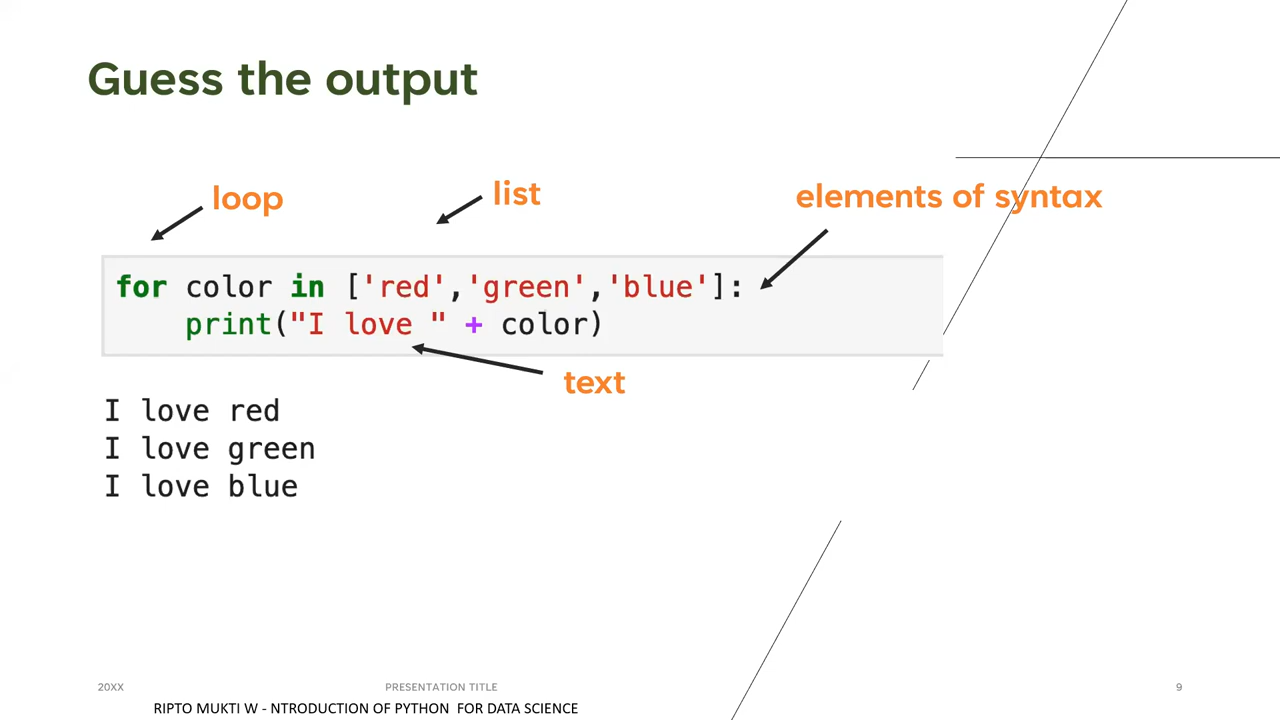 Guess the output
loop
list
elements of syntax
for color in ['red','green','blue']:
    print("I love " + color)
text
I love red
I love green
I love blue
20XX
PRESENTATION TITLE
9
RIPTO MUKTI W - NTRODUCTION OF PYTHON  FOR DATA SCIENCE